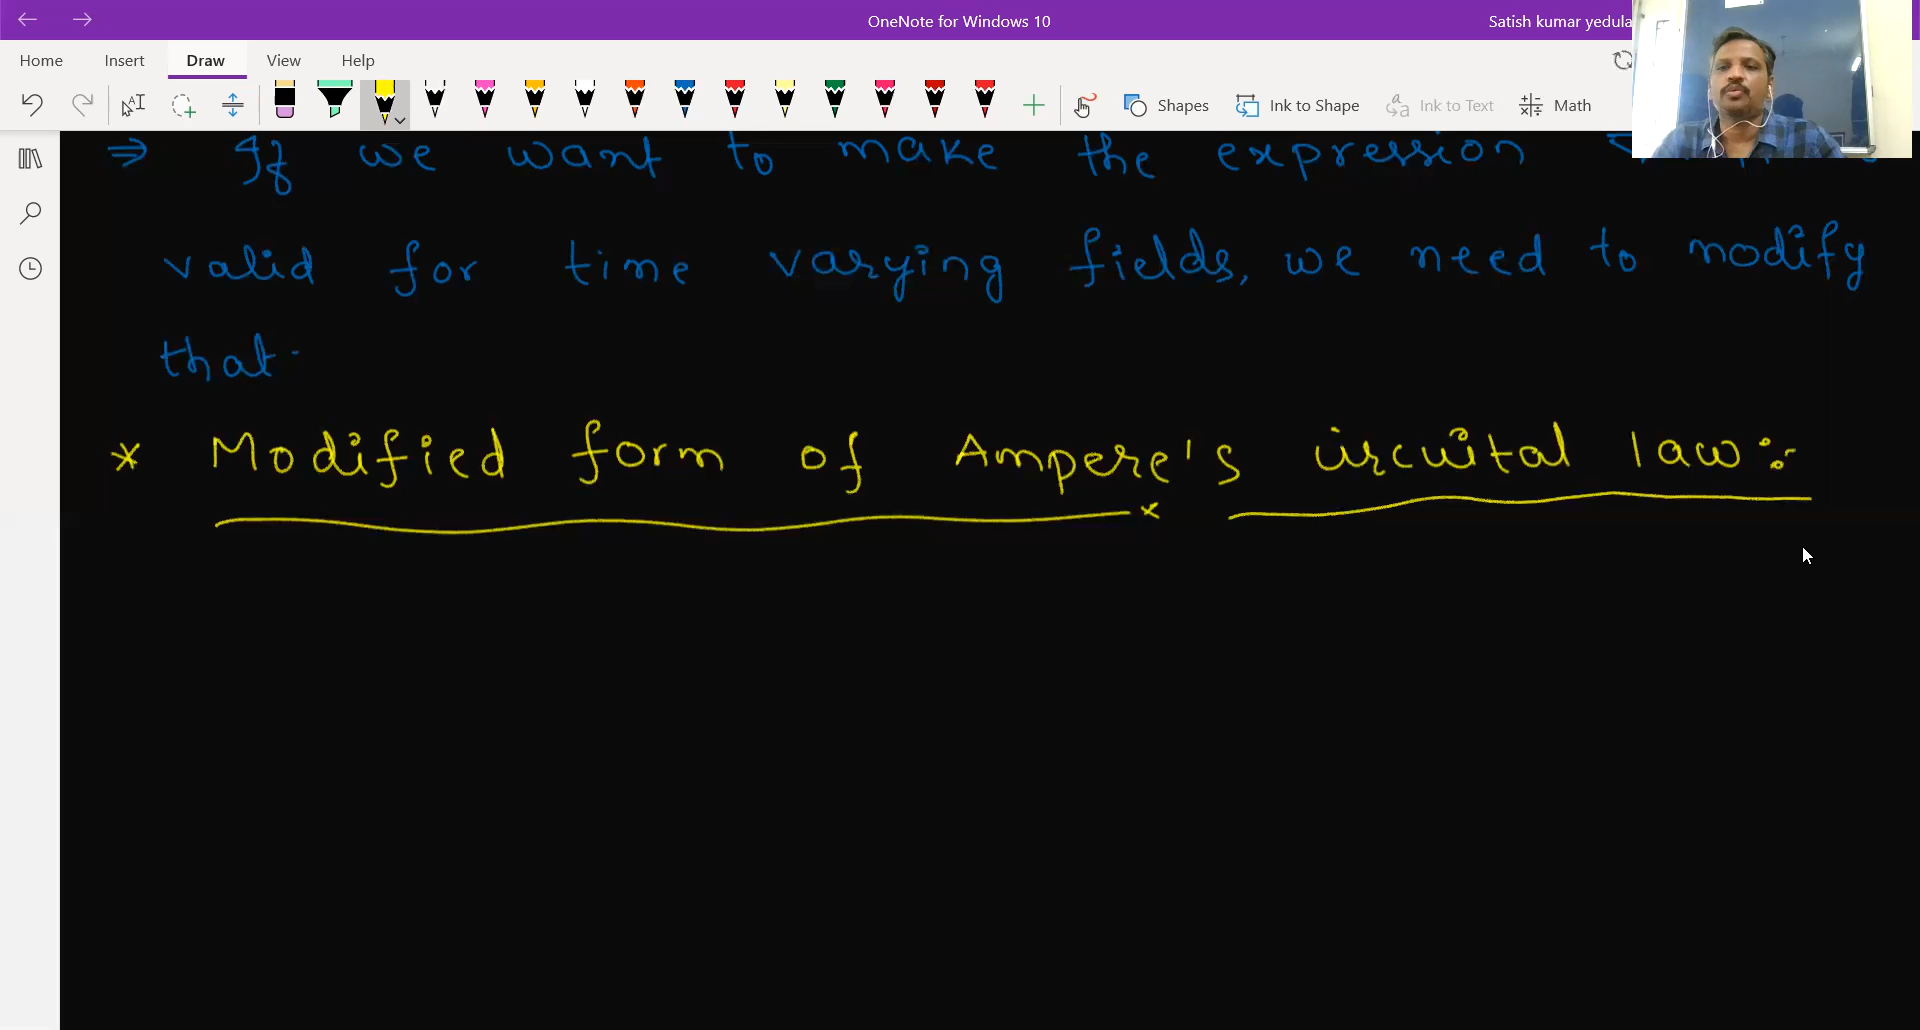 OneNote for Windows 10
Satish kumar yedula
Home Insert Draw View Help
Shapes Ink to Shape Ink to Text Math
⇒ If we want to make the expression
valid for time varying fields, we need to modify
that.
* Modified form of Ampere's circuital law:-